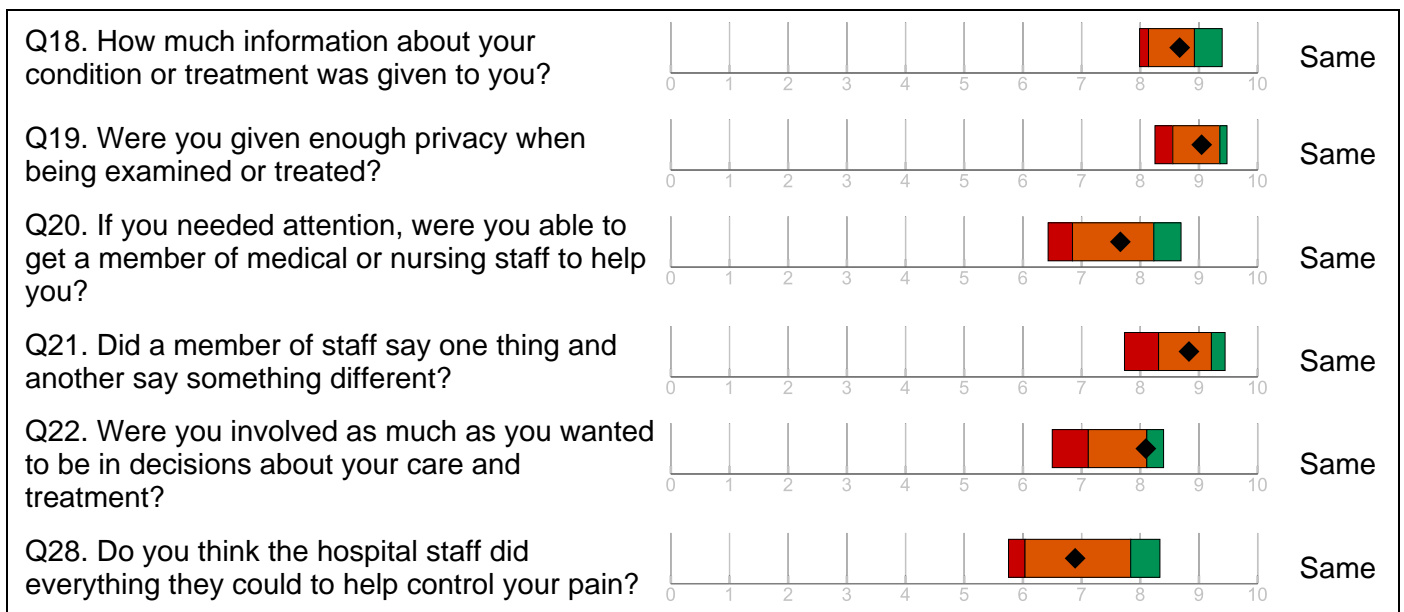 Q18. How much information about your
condition or treatment was given to you?
0 1 2 3 4 5 6 7 8 9 10
Same
Q19. Were you given enough privacy when
being examined or treated?
0 1 2 3 4 5 6 7 8 9 10
Same
Q20. If you needed attention, were you able to
get a member of medical or nursing staff to help
you?
0 1 2 3 4 5 6 7 8 9 10
Same
Q21. Did a member of staff say one thing and
another say something different?
0 1 2 3 4 5 6 7 8 9 10
Same
Q22. Were you involved as much as you wanted
to be in decisions about your care and
treatment?
0 1 2 3 4 5 6 7 8 9 10
Same
Q28. Do you think the hospital staff did
everything they could to help control your pain?
0 1 2 3 4 5 6 7 8 9 10
Same